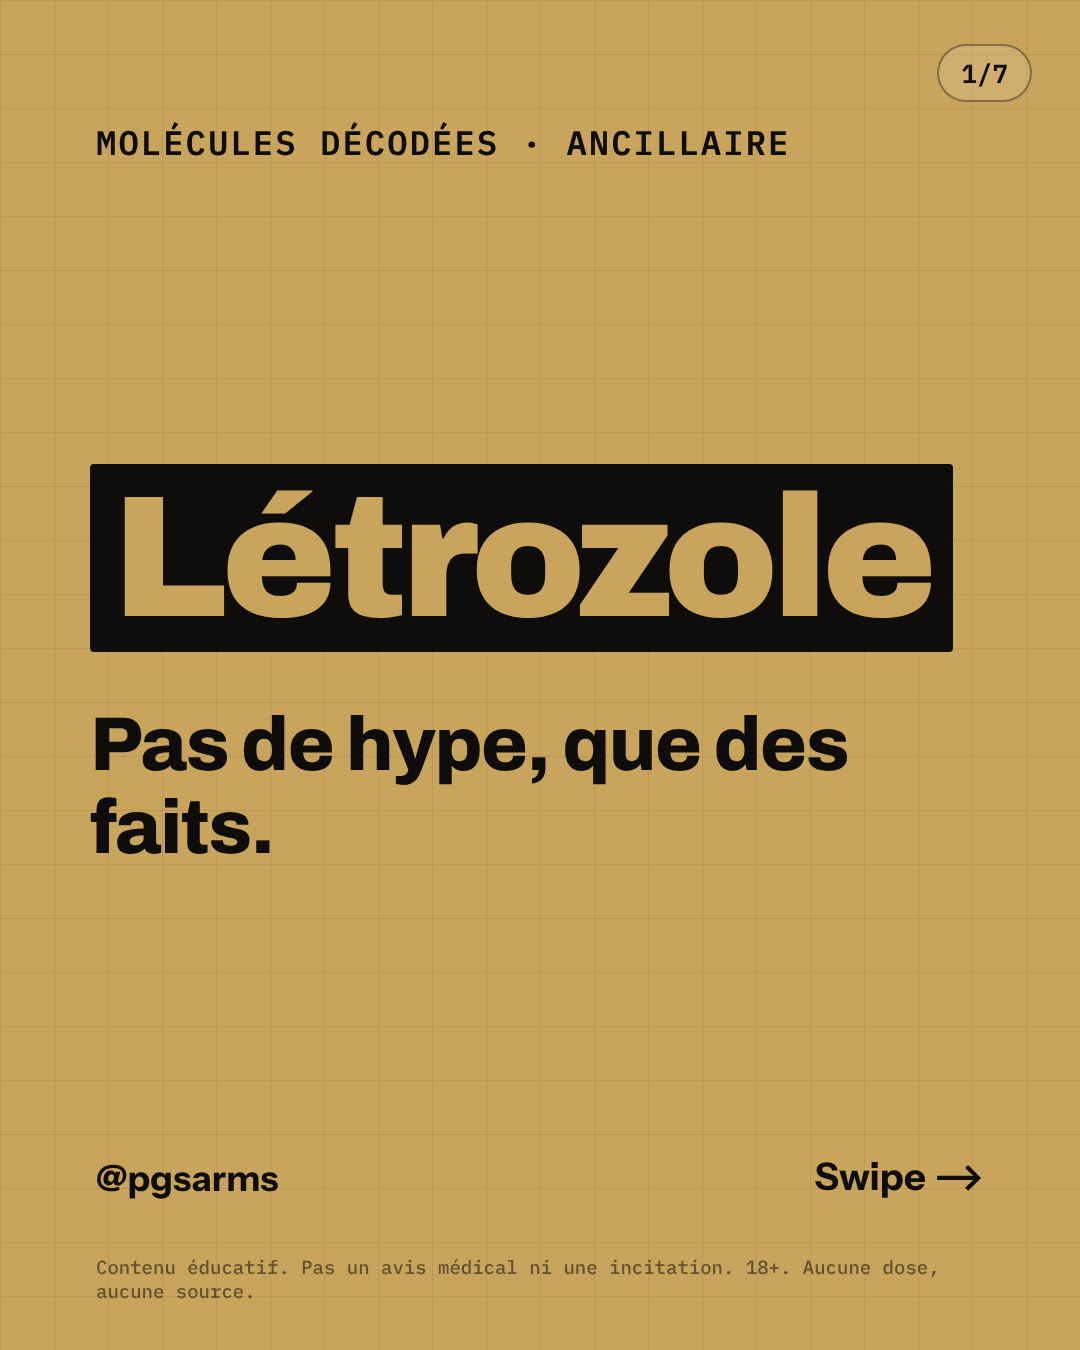 1/7
MOLÉCULES DÉCODÉES · ANCILLAIRE
Létrozole
Pas de hype, que des
faits.
@pgsarms
Swipe →
Contenu éducatif. Pas un avis médical ni une incitation. 18+. Aucune dose,
aucune source.